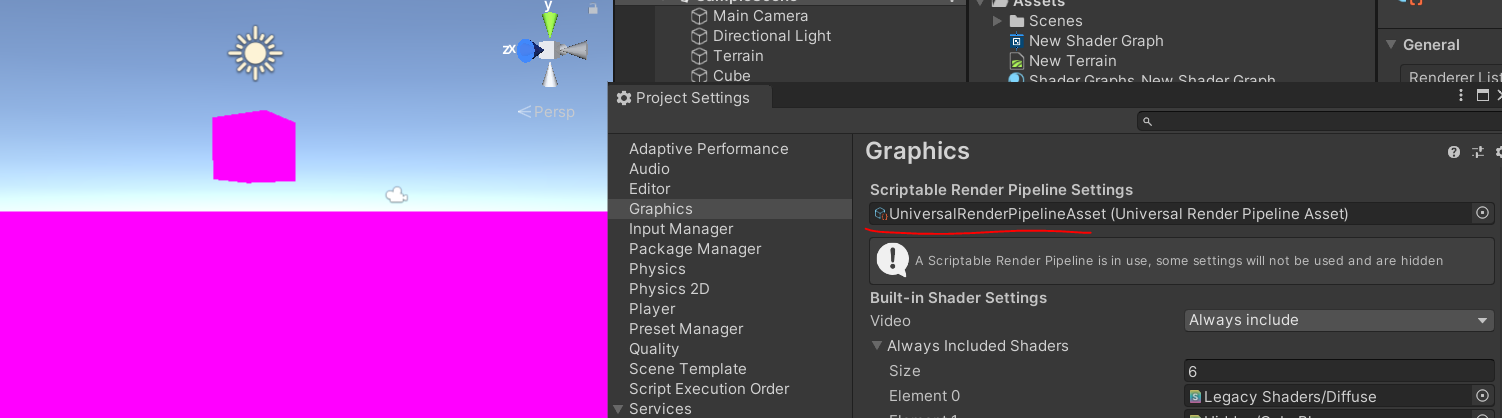 SampleScene
Main Camera
Directional Light
Terrain
Cube
Assets
Scenes
New Shader Graph
New Terrain
Shader Graphs_New Shader Graph
General
Renderer List
y
zx
Persp
Project Settings
Adaptive Performance
Audio
Editor
Graphics
Input Manager
Package Manager
Physics
Physics 2D
Player
Preset Manager
Quality
Scene Template
Script Execution Order
Services
Graphics
Scriptable Render Pipeline Settings
UniversalRenderPipelineAsset (Universal Render Pipeline Asset)
A Scriptable Render Pipeline is in use, some settings will not be used and are hidden
Built-in Shader Settings
Video Always include
Always Included Shaders
Size 6
Element 0 Legacy Shaders/Diffuse